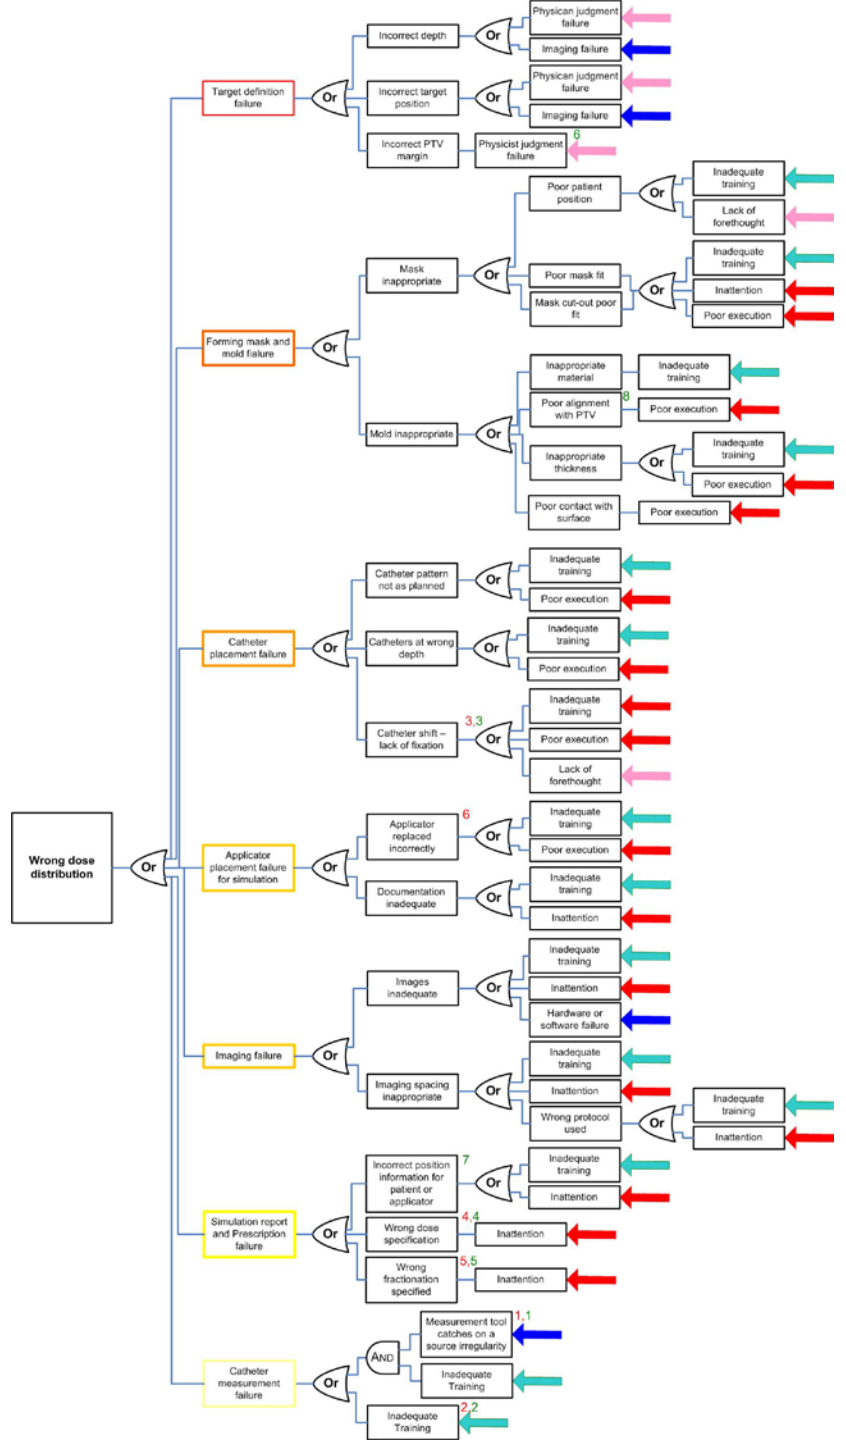 Wrong dose
distribution
Or
Target definition
failure
Or
Incorrect depth
Or
Physican judgment
failure
Imaging failure
Incorrect target
position
Or
Physican judgment
failure
Imaging failure
Incorrect PTV
margin
Physicist judgment
failure
6
Forming mask and
mold fialure
Or
Mask
inappropriate
Or
Poor patient
position
Or
Inadequate
training
Lack of
forethought
Poor mask fit
Mask cut-out poor
fit
Or
Inadequate
training
Inattention
Poor execution
Mold inappropriate
Or
Inappropriate
material
Inadequate
training
Poor alignment
with PTV
8
Poor execution
Inappropriate
thickness
Or
Inadequate
training
Poor execution
Poor contact with
surface
Poor execution
Catheter
placement failure
Or
Catheter pattern
not as planned
Or
Inadequate
training
Poor execution
Catheters at wrong
depth
Or
Inadequate
training
Poor execution
Catheter shift –
lack of fixation
3,3
Or
Inadequate
training
Poor execution
Lack of
forethought
Applicator
placement failure
for simulation
Or
Applicator
replaced
incorrectly
6
Or
Inadequate
training
Poor execution
Documentation
inadequate
Or
Inadequate
training
Inattention
Imaging failure
Or
Images
inadequate
Or
Inadequate
training
Inattention
Hardware or
software failure
Imaging spacing
inappropriate
Or
Inadequate
training
Inattention
Wrong protocol
used
Or
Inadequate
training
Inattention
Simulation report
and Prescription
failure
Or
Incorrect position
information for
patient or
applicator
7
Or
Inadequate
training
Inattention
Wrong dose
specification
4,4
Inattention
Wrong
fractionation
specified
5,5
Inattention
Catheter
measurement
failure
Or
AND
Measurement tool
catches on a
source irregularity
1,1
Inadequate
Training
Inadequate
Training
2,2